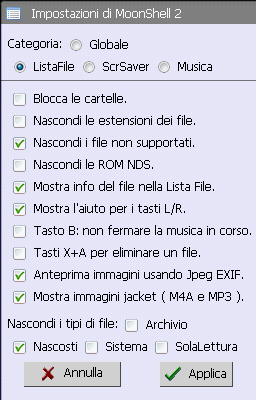 Impostazioni di MoonShell 2
Categoria: Globale
ListaFile ScrSaver Musica
Blocca le cartelle.
Nascondi le estensioni dei file.
Nascondi i file non supportati.
Nascondi le ROM NDS.
Mostra info del file nella Lista File.
Mostra l'aiuto per i tasti L/R.
Tasto B: non fermare la musica in corso.
Tasti X+A per eliminare un file.
Anteprima immagini usando Jpeg EXIF.
Mostra immagini jacket ( M4A e MP3 ).
Nascondi i tipi di file: Archivio
Nascosti Sistema SolaLettura
Annulla Applica